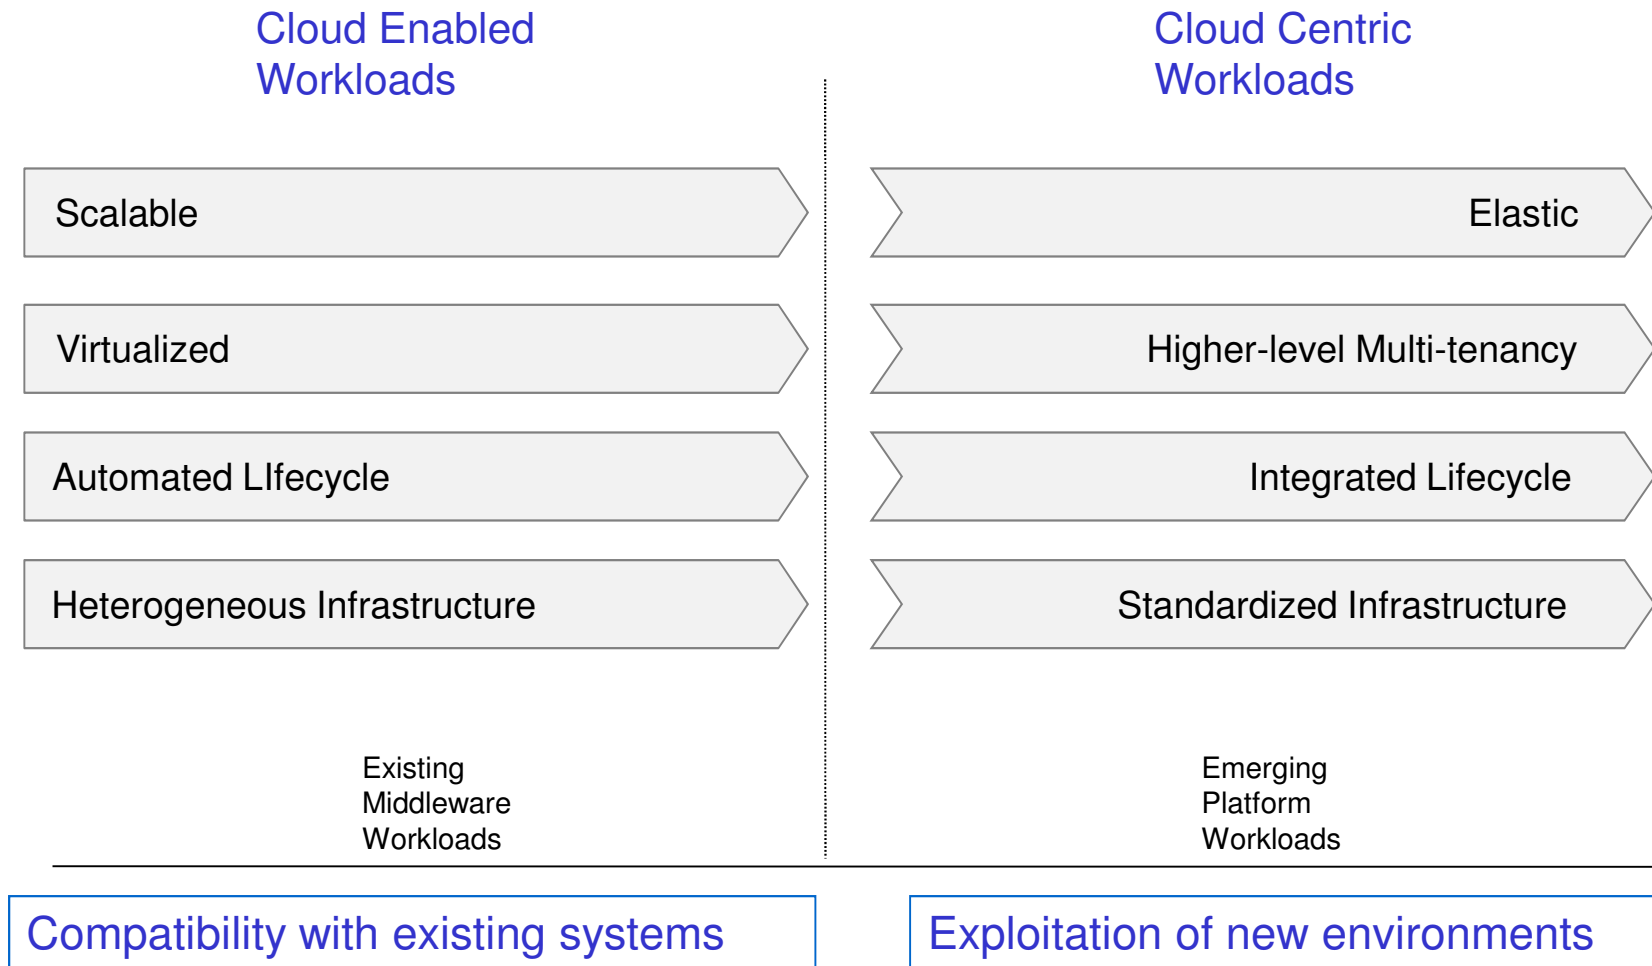 Cloud Enabled
Workloads
Cloud Centric
Workloads
Scalable
Elastic
Virtualized
Higher-level Multi-tenancy
Automated LIfecycle
Integrated Lifecycle
Heterogeneous Infrastructure
Standardized Infrastructure
Existing
Middleware
Workloads
Emerging
Platform
Workloads
Compatibility with existing systems
Exploitation of new environments